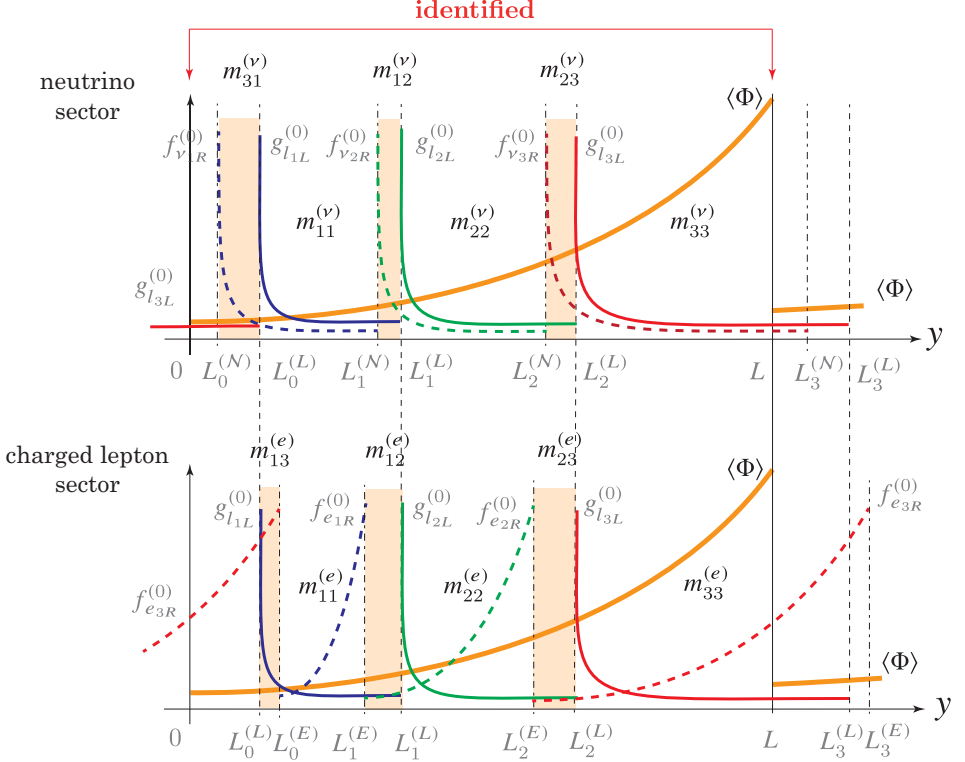 identified
neutrino
sector
m_{31}^{(ν)} m_{12}^{(ν)} m_{23}^{(ν)} ⟨Φ⟩
f_{ν_{1R}}^{(0)} g_{l_{1L}}^{(0)} f_{ν_{2R}}^{(0)} g_{l_{2L}}^{(0)} f_{ν_{3R}}^{(0)} g_{l_{3L}}^{(0)}
m_{11}^{(ν)} m_{22}^{(ν)} m_{33}^{(ν)}
g_{l_{3L}}^{(0)} ⟨Φ⟩
y
0 L_0^{(N)} L_0^{(L)} L_1^{(N)} L_1^{(L)} L_2^{(N)} L_2^{(L)} L L_3^{(N)} L_3^{(L)}
charged lepton
sector
m_{13}^{(e)} m_{12}^{(e)} m_{23}^{(e)} ⟨Φ⟩
g_{l_{1L}}^{(0)} f_{e_{1R}}^{(0)} g_{l_{2L}}^{(0)} f_{e_{2R}}^{(0)} g_{l_{3L}}^{(0)} f_{e_{3R}}^{(0)}
f_{e_{3R}}^{(0)} m_{11}^{(e)} m_{22}^{(e)} m_{33}^{(e)}
⟨Φ⟩
y
0 L_0^{(L)} L_0^{(E)} L_1^{(E)} L_1^{(L)} L_2^{(E)} L_2^{(L)} L L_3^{(L)} L_3^{(E)}